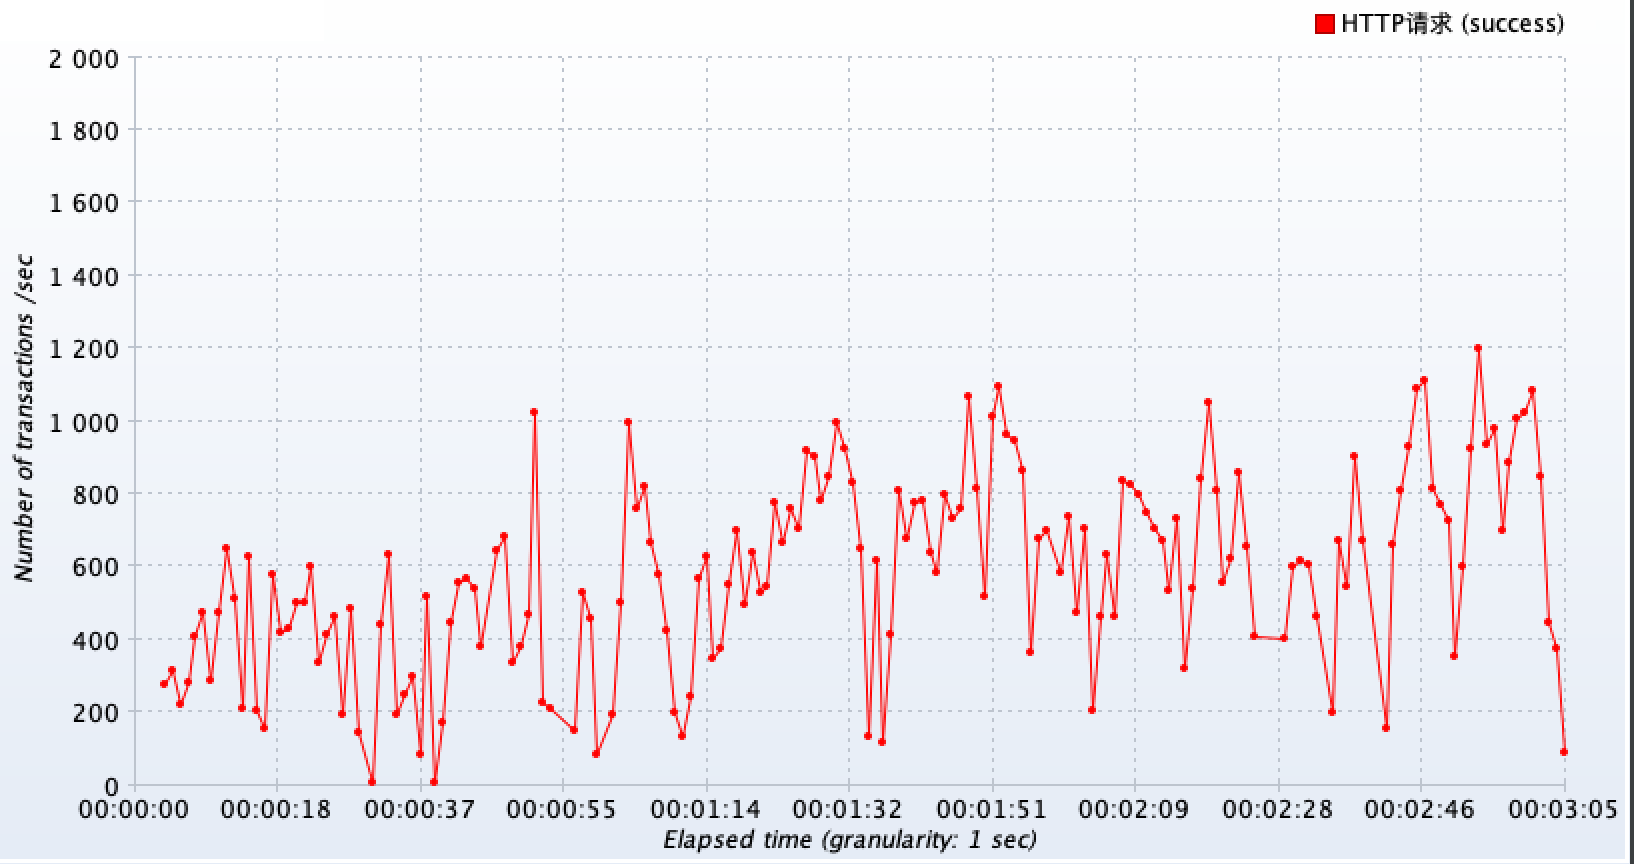 HTTP请求 (success)
2 000
1 800
1 600
1 400
1 200
1 000
800
600
400
200
0
Number of transactions /sec
00:00:00 00:00:18 00:00:37 00:00:55 00:01:14 00:01:32 00:01:51 00:02:09 00:02:28 00:02:46 00:03:05
Elapsed time (granularity: 1 sec)